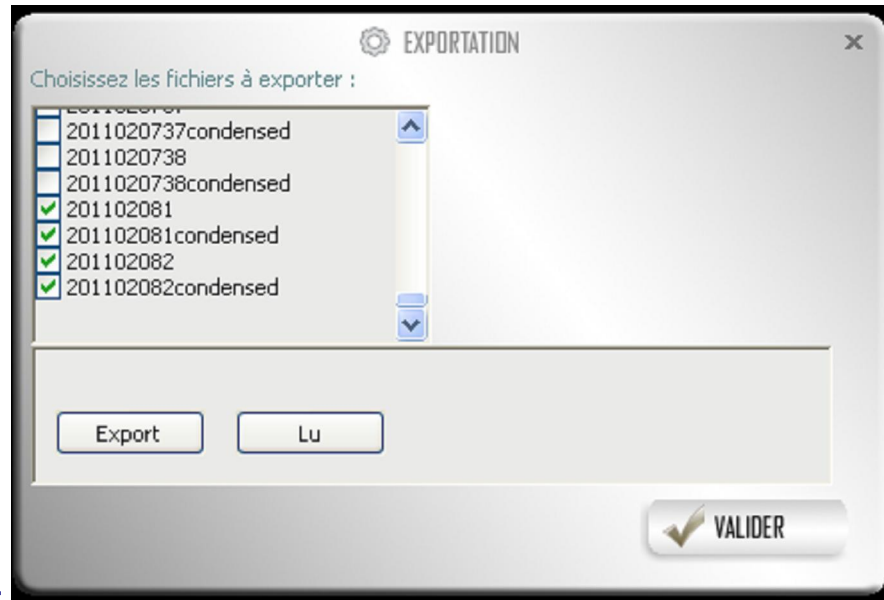 EXPORTATION
Choisissez les fichiers à exporter :
2011020737condensed
2011020738
2011020738condensed
201102081
201102081condensed
201102082
201102082condensed
Export
Lu
VALIDER